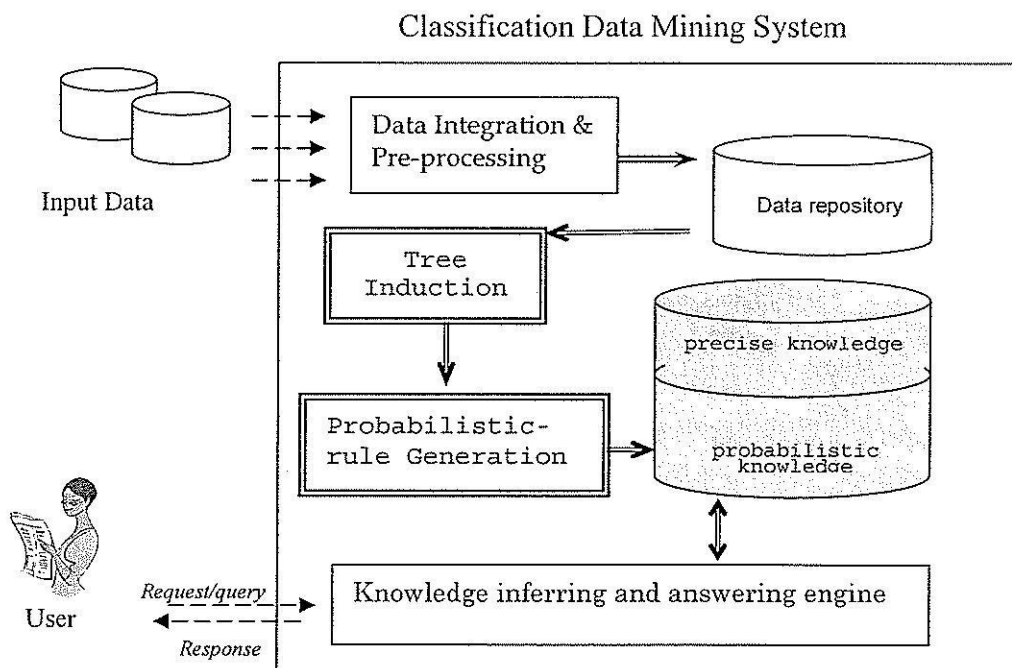 Classification Data Mining System
Data Integration &
Pre-processing
Input Data
Data repository
Tree
Induction
precise knowledge
Probabilistic-
rule Generation
probabilistic
knowledge
Request/query
Knowledge inferring and answering engine
User
Response